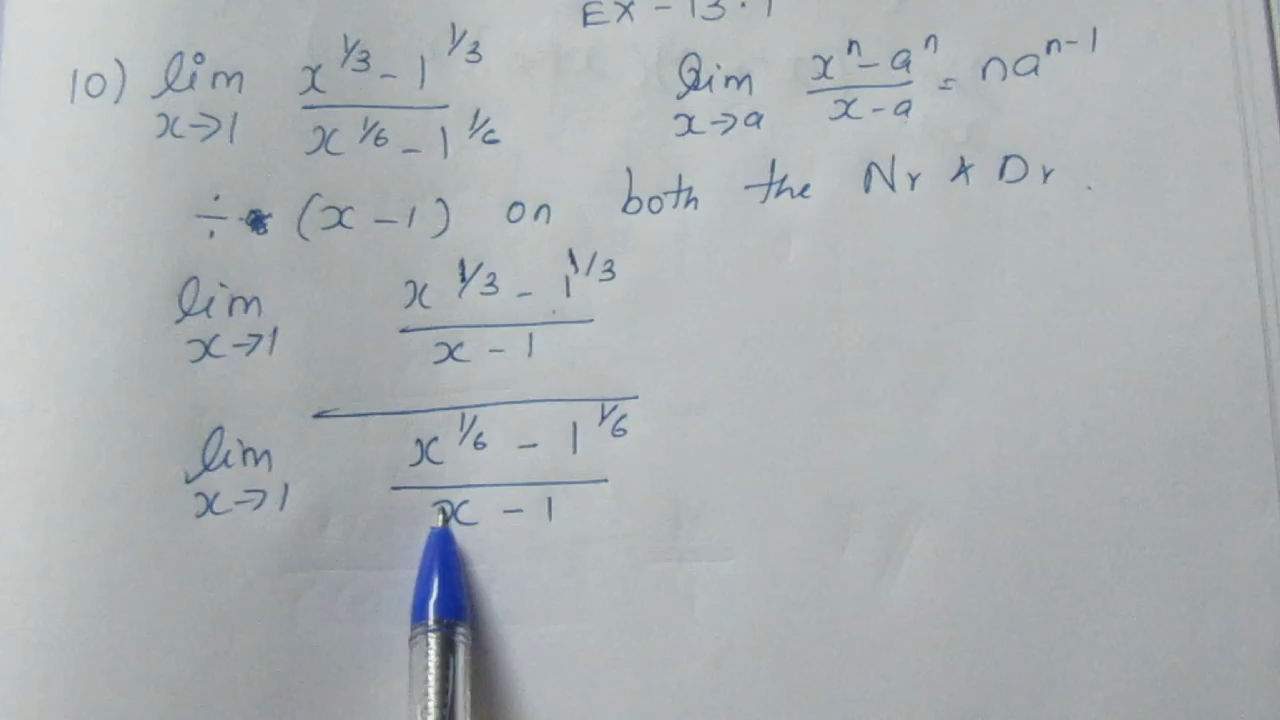 EX - 13.1
10) lim x→1 (x^1/3 - 1^1/3)/(x^1/6 - 1^1/6) lim x→a (x^n - a^n)/(x - a) = na^n-1
÷ (x - 1) on both the Nr & Dr.
lim x→1 (x^1/3 - 1^1/3)/(x - 1)
lim x→1 (x^1/6 - 1^1/6)/(x - 1)